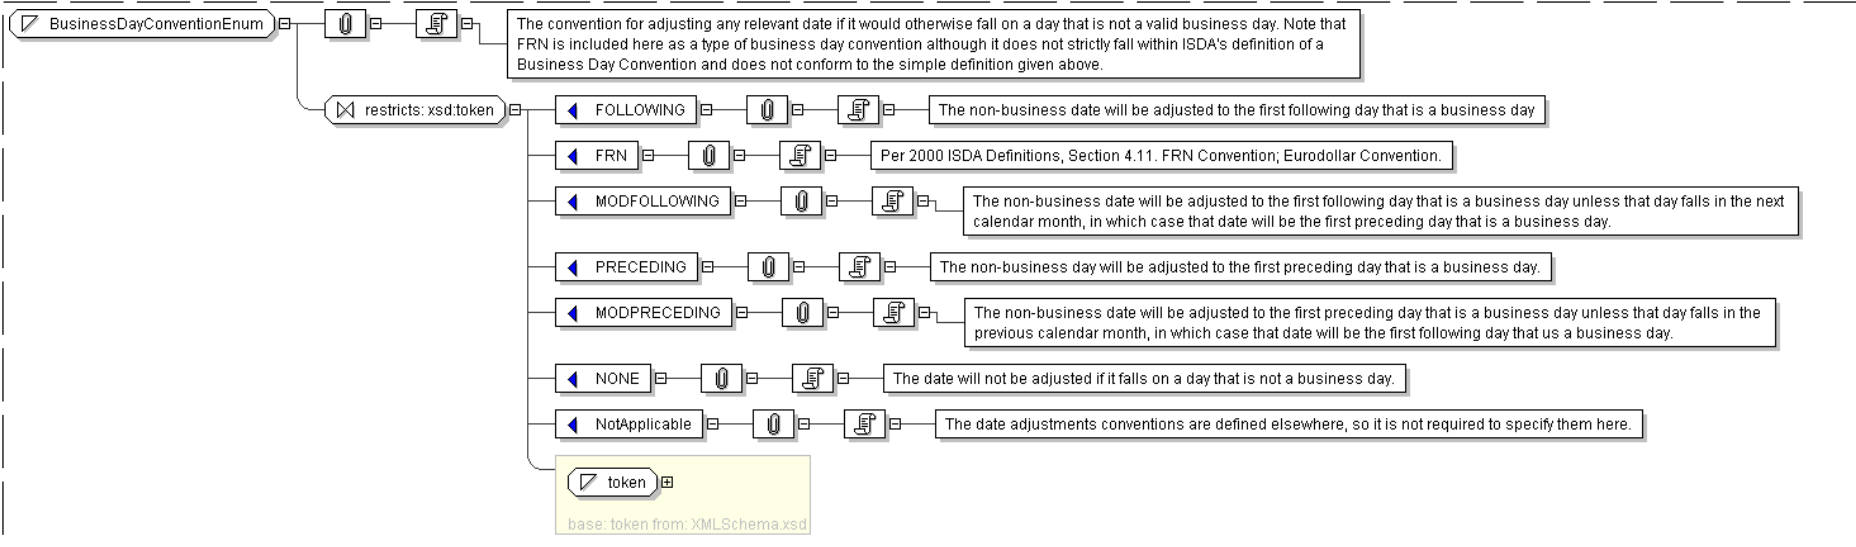 BusinessDayConventionEnum
The convention for adjusting any relevant date if it would otherwise fall on a day that is not a valid business day. Note that
FRN is included here as a type of business day convention although it does not strictly fall within ISDA's definition of a
Business Day Convention and does not conform to the simple definition given above.
restricts: xsd:token
FOLLOWING
The non-business date will be adjusted to the first following day that is a business day
FRN
Per 2000 ISDA Definitions, Section 4.11. FRN Convention; Eurodollar Convention.
MODFOLLOWING
The non-business date will be adjusted to the first following day that is a business day unless that day falls in the next
calendar month, in which case that date will be the first preceding day that is a business day.
PRECEDING
The non-business day will be adjusted to the first preceding day that is a business day.
MODPRECEDING
The non-business date will be adjusted to the first preceding day that is a business day unless that day falls in the
previous calendar month, in which case that date will be the first following day that us a business day.
NONE
The date will not be adjusted if it falls on a day that is not a business day.
NotApplicable
The date adjustments conventions are defined elsewhere, so it is not required to specify them here.
token
base: token from: XMLSchema.xsd